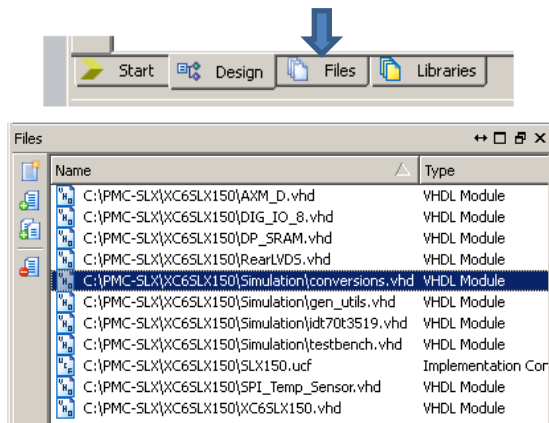 Start Design Files Libraries
Files
Name Type
C:\PMC-SLX\XC6SLX150\AXM_D.vhd VHDL Module
C:\PMC-SLX\XC6SLX150\DIG_IO_8.vhd VHDL Module
C:\PMC-SLX\XC6SLX150\DP_SRAM.vhd VHDL Module
C:\PMC-SLX\XC6SLX150\RearLVDS.vhd VHDL Module
C:\PMC-SLX\XC6SLX150\Simulation\conversions.vhd VHDL Module
C:\PMC-SLX\XC6SLX150\Simulation\gen_utils.vhd VHDL Module
C:\PMC-SLX\XC6SLX150\Simulation\idt70t3519.vhd VHDL Module
C:\PMC-SLX\XC6SLX150\Simulation\testbench.vhd VHDL Module
C:\PMC-SLX\XC6SLX150\SLX150.ucf Implementation Cor
C:\PMC-SLX\XC6SLX150\SPI_Temp_Sensor.vhd VHDL Module
C:\PMC-SLX\XC6SLX150\XC6SLX150.vhd VHDL Module